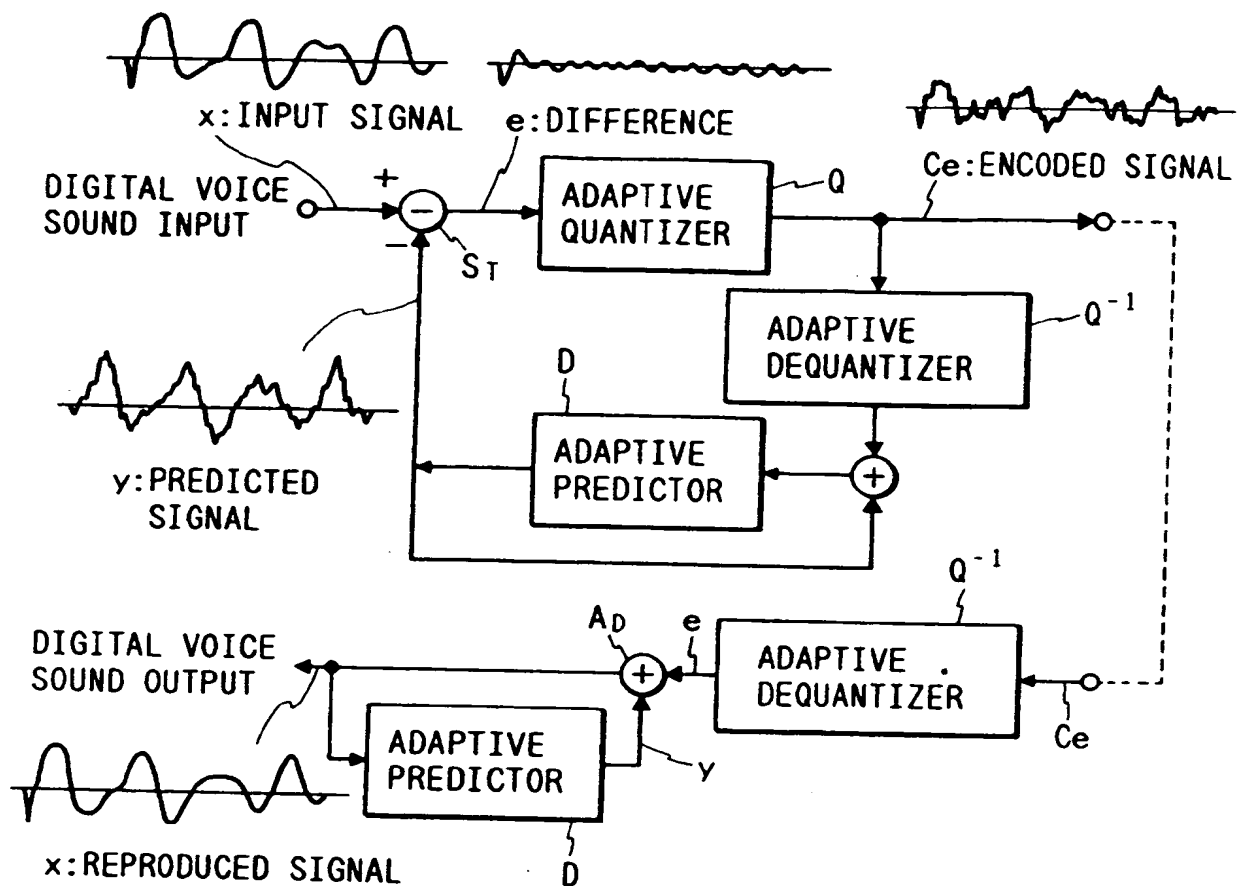 x:INPUT SIGNAL
e:DIFFERENCE
Ce:ENCODED SIGNAL
DIGITAL VOICE
SOUND INPUT
+
−
−
ST
ADAPTIVE
QUANTIZER
Q
ADAPTIVE
DEQUANTIZER
Q-1
D
ADAPTIVE
PREDICTOR
+
y:PREDICTED
SIGNAL
DIGITAL VOICE
SOUND OUTPUT
AD
+
e
ADAPTIVE
DEQUANTIZER
Q-1
Ce
ADAPTIVE
PREDICTOR
y
D
x:REPRODUCED SIGNAL